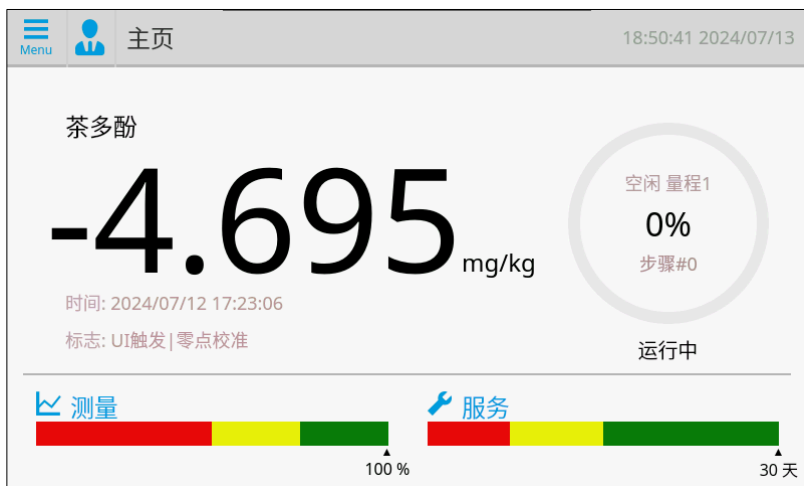 Menu 主页 18:50:41 2024/07/13
茶多酚
-4.695 mg/kg
时间: 2024/07/12 17:23:06
标志: UI触发|零点校准
空闲 量程1
0%
步骤#0
运行中
测量
100 %
服务
30 天